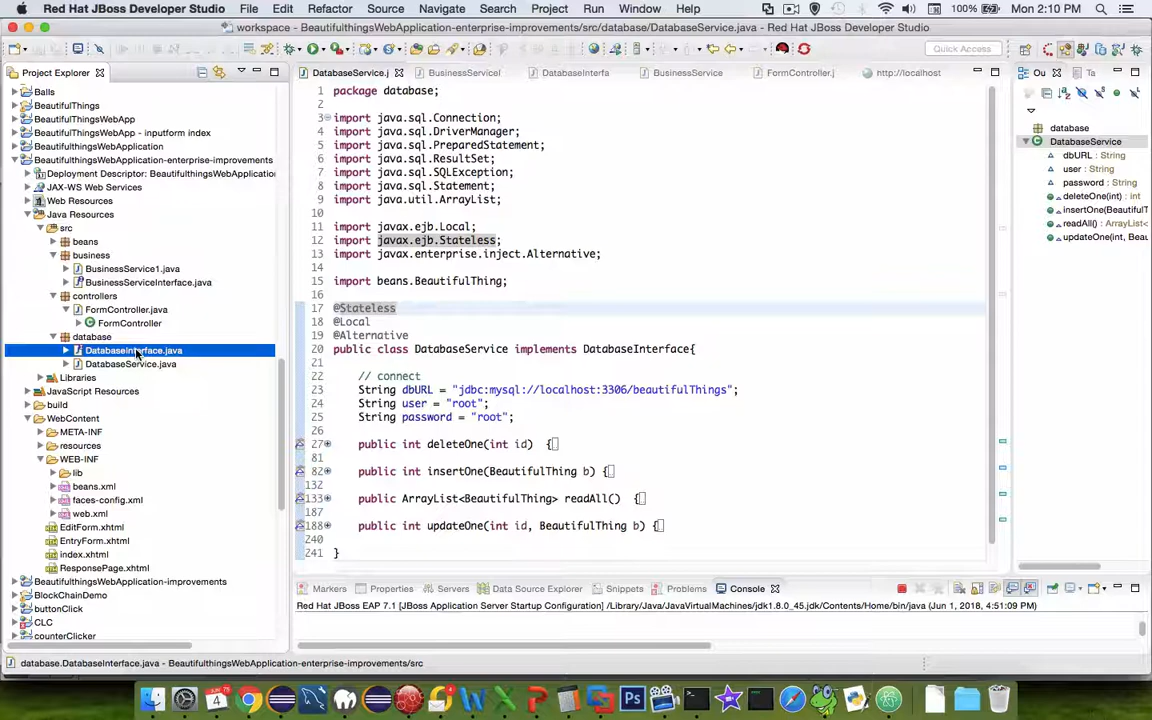 Red Hat JBoss Developer Studio File Edit Refactor Source Navigate Search Project Run Window Help 100% Mon 2:10 PM
workspace - BeautifulthingsWebApplication-enterprise-improvements/src/database/DatabaseService.java - Red Hat JBoss Developer Studio
Quick Access
Project Explorer
DatabaseService.j
BusinessServiceI
DatabaseInterfa
BusinessService
FormController.j
http://localhost
Ou
Ta
Balls
BeautifulThings
BeautifulThingsWebApp
BeautifulThingsWebApp - inputform index
BeautifulthingsWebApplication
BeautifulthingsWebApplication-enterprise-improvements
Deployment Descriptor: BeautifulthingsWebApplication
JAX-WS Web Services
Web Resources
Java Resources
src
beans
business
BusinessService1.java
BusinessServiceInterface.java
controllers
FormController.java
FormController
database
DatabaseInterface.java
DatabaseService.java
Libraries
JavaScript Resources
build
WebContent
META-INF
resources
WEB-INF
lib
beans.xml
faces-config.xml
web.xml
EditForm.xhtml
EntryForm.xhtml
index.xhtml
ResponsePage.xhtml
BeautifulthingsWebApplication-improvements
BlockChainDemo
buttonClick
CLC
counterClicker
1 package database;
2
3 import java.sql.Connection;
4 import java.sql.DriverManager;
5 import java.sql.PreparedStatement;
6 import java.sql.ResultSet;
7 import java.sql.SQLException;
8 import java.sql.Statement;
9 import java.util.ArrayList;
10
11 import javax.ejb.Local;
12 import javax.ejb.Stateless;
13 import javax.enterprise.inject.Alternative;
14
15 import beans.BeautifulThing;
16
17 @Stateless
18 @Local
19 @Alternative
20 public class DatabaseService implements DatabaseInterface{
21
22 // connect
23 String dbURL = "jdbc:mysql://localhost:3306/beautifulThings";
24 String user = "root";
25 String password = "root";
26
27 public int deleteOne(int id) {
81
82 public int insertOne(BeautifulThing b) {
132
133 public ArrayList<BeautifulThing> readAll() {
187
188 public int updateOne(int id, BeautifulThing b) {
240
241 }
database
DatabaseService
dbURL : String
user : String
password : String
deleteOne(int) : int
insertOne(BeautifulT
readAll() : ArrayList<
updateOne(int, Beau
Markers Properties Servers Data Source Explorer Snippets Problems Console
Red Hat JBoss EAP 7.1 [JBoss Application Server Startup Configuration] /Library/Java/JavaVirtualMachines/jdk1.8.0_45.jdk/Contents/Home/bin/java (Jun 1, 2018, 4:51:09 PM)
database.DatabaseInterface.java - BeautifulthingsWebApplication-enterprise-improvements/src